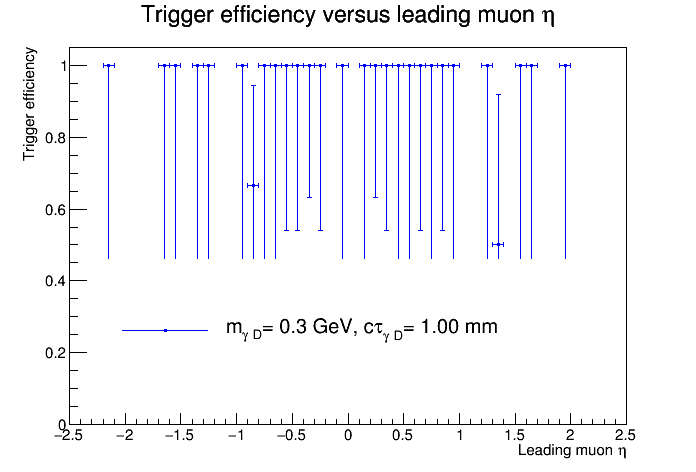 Trigger efficiency versus leading muon η
Trigger efficiency
1
0.8
0.6
0.4
0.2
0
m_γ D= 0.3 GeV, cτ_γ D= 1.00 mm
−2.5 −2 −1.5 −1 −0.5 0 0.5 1 1.5 2 2.5
Leading muon η